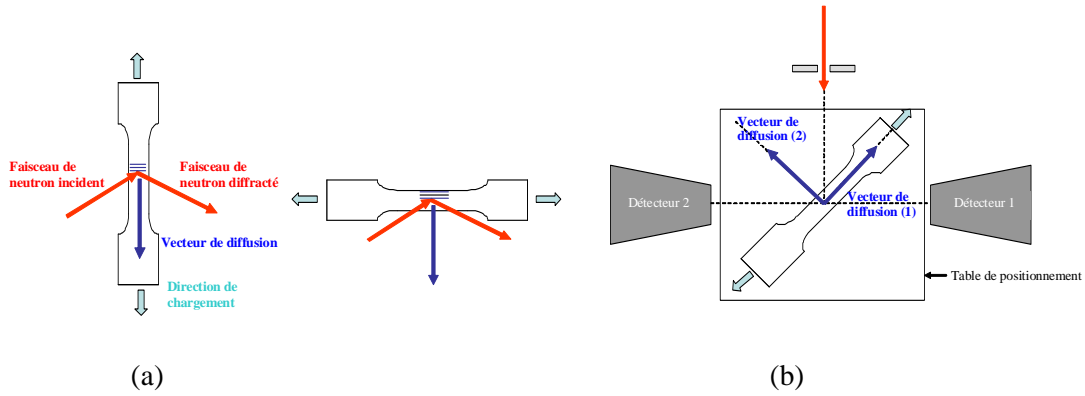 Faisceau de
neutron incident
Faisceau de
neutron diffracté
Vecteur de diffusion
Direction de
chargement
(a)
Vecteur de
diffusion (2)
Vecteur de
diffusion (1)
Détecteur 2
Détecteur 1
Table de positionnement
(b)